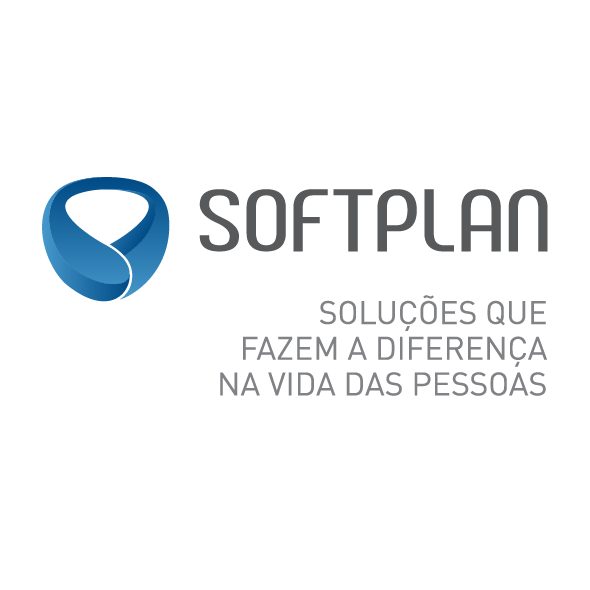 SOFTPLAN
SOLUÇÕES QUE
FAZEM A DIFERENÇA
NA VIDA DAS PESSOAS